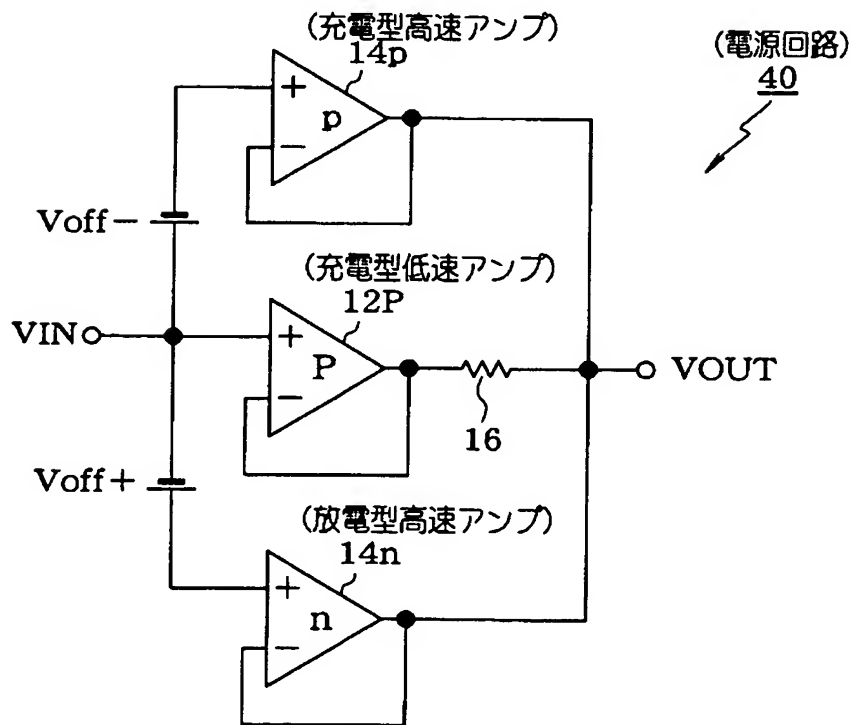 (充電型高速アンプ)
14p
(電源回路)
40
+
p
−
Voff−
(充電型低速アンプ)
12P
VIN
+
P
−
VOUT
16
Voff+
(放電型高速アンプ)
14n
+
n
−